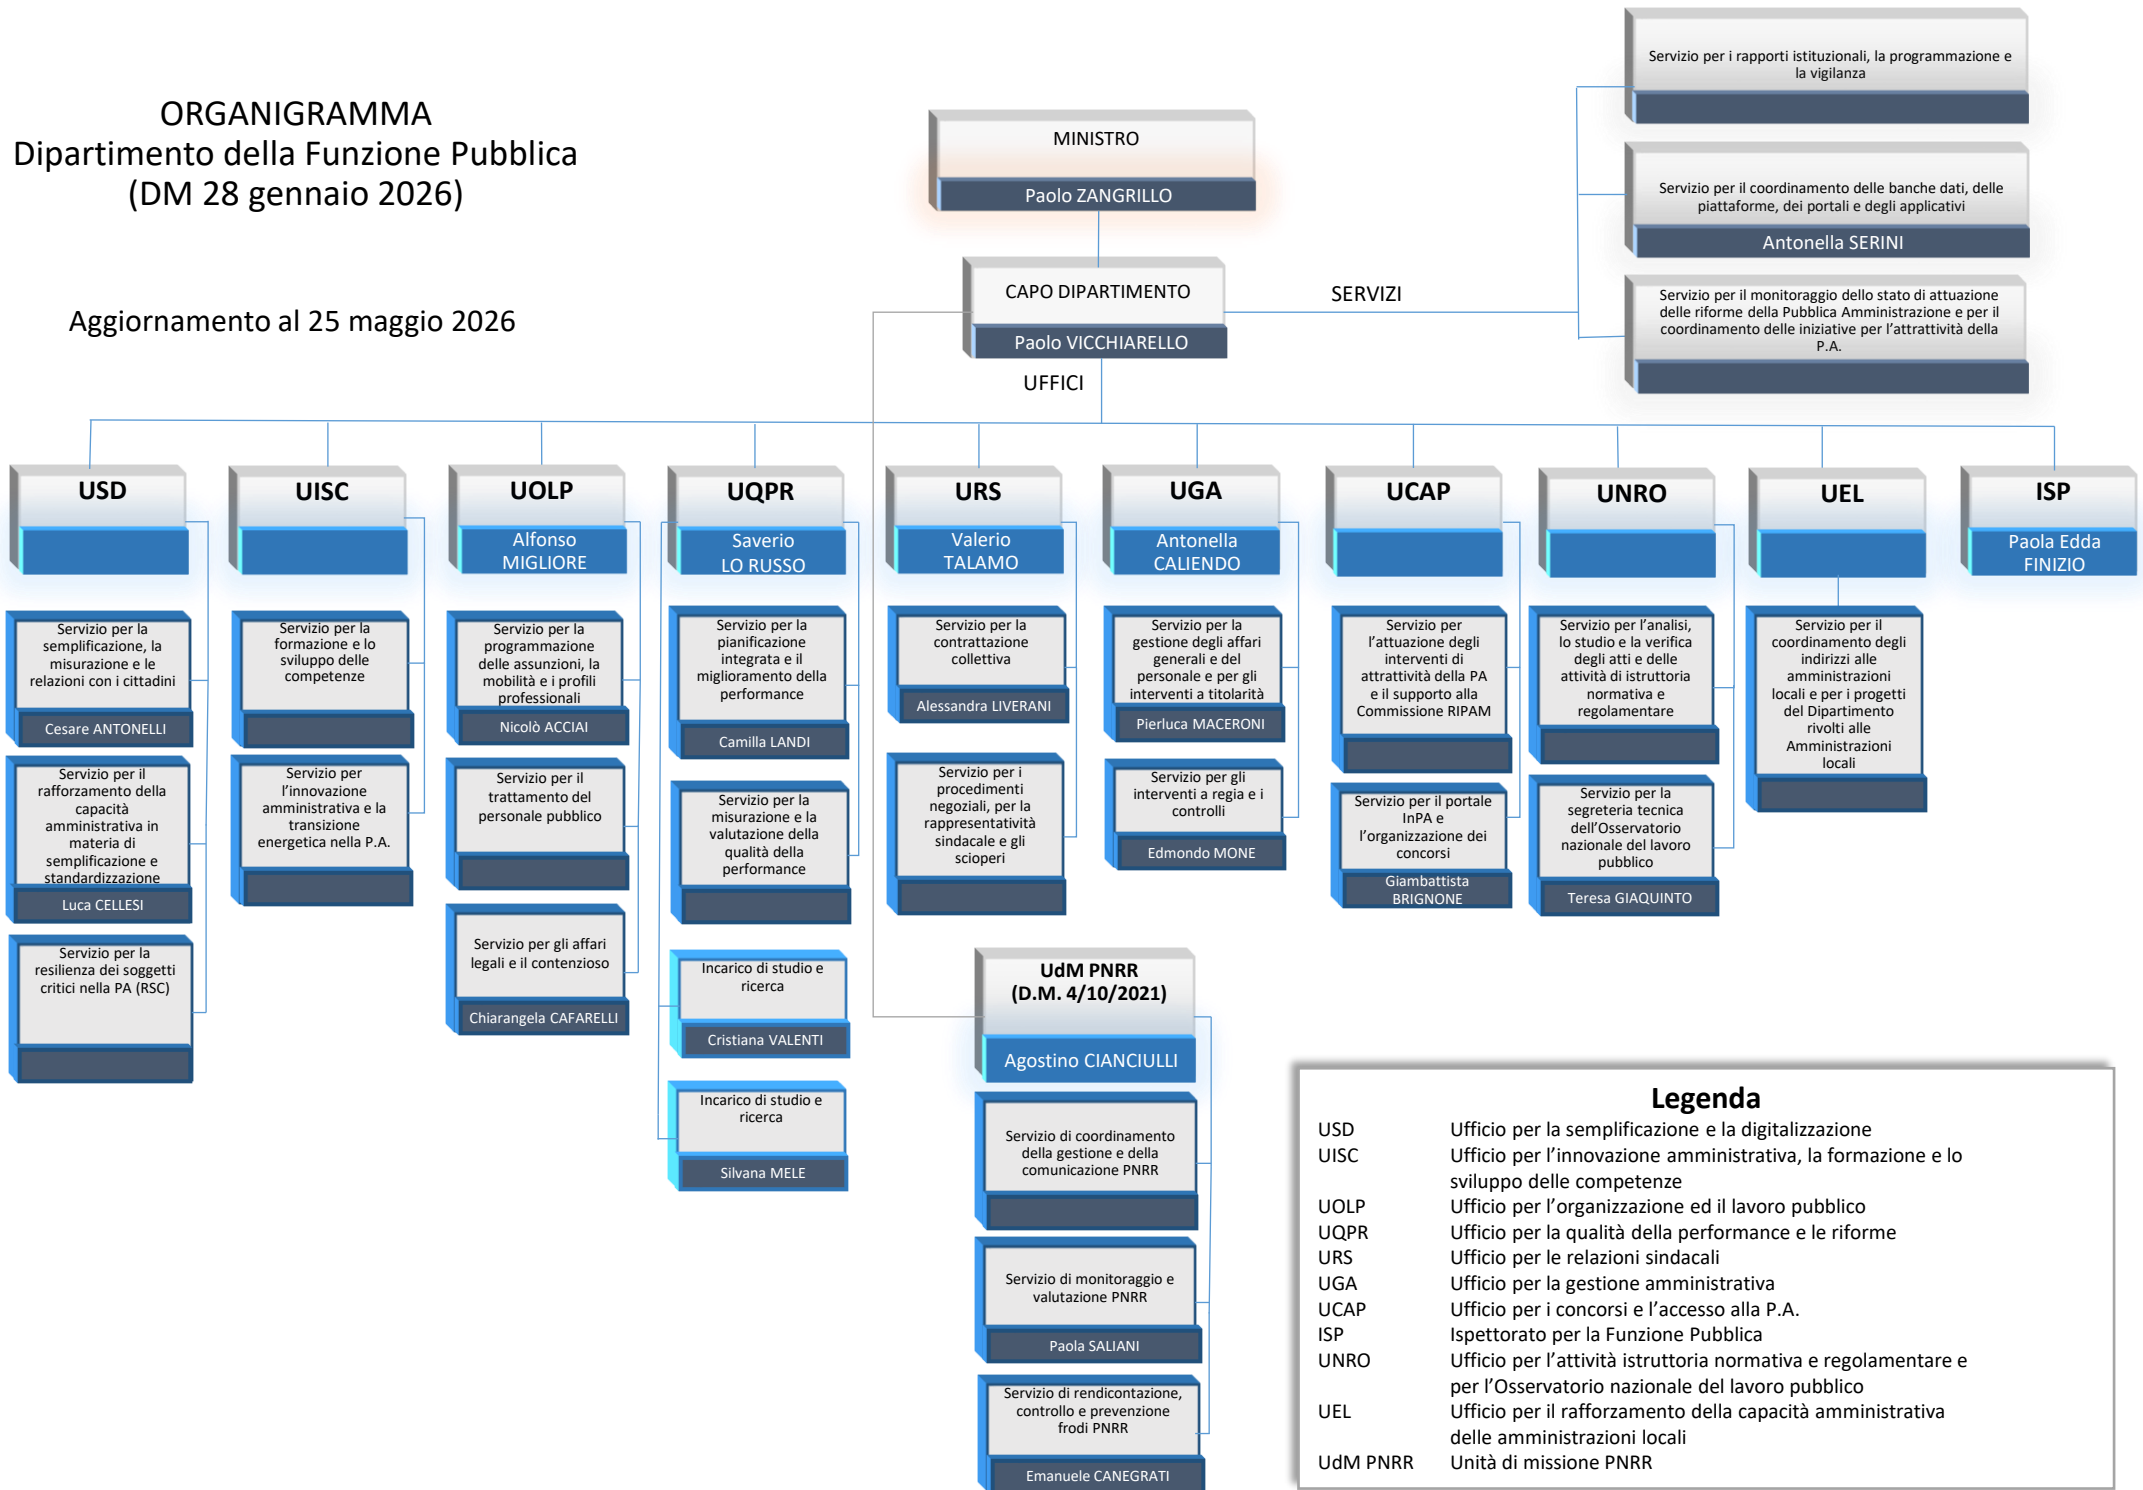 ORGANIGRAMMA
Dipartimento della Funzione Pubblica
(DM 28 gennaio 2026)
Aggiornamento al 25 maggio 2026
MINISTRO
Paolo ZANGRILLO
CAPO DIPARTIMENTO
Paolo VICCHIARELLO
SERVIZI
UFFICI
Servizio per i rapporti istituzionali, la programmazione e
la vigilanza
Servizio per il coordinamento delle banche dati, delle
piattaforme, dei portali e degli applicativi
Antonella SERINI
Servizio per il monitoraggio dello stato di attuazione
delle riforme della Pubblica Amministrazione e per il
coordinamento delle iniziative per l’attrattività della
P.A.
USD
Servizio per la
semplificazione, la
misurazione e le
relazioni con i cittadini
Cesare ANTONELLI
Servizio per il
rafforzamento della
capacità
amministrativa in
materia di
semplificazione e
standardizzazione
Luca CELLESI
Servizio per la
resilienza dei soggetti
critici nella PA (RSC)
UISC
Servizio per la
formazione e lo
sviluppo delle
competenze
Servizio per
l’innovazione
amministrativa e la
transizione
energetica nella P.A.
UOLP
Alfonso
MIGLIORE
Servizio per la
programmazione
delle assunzioni, la
mobilità e i profili
professionali
Nicolò ACCIAI
Servizio per il
trattamento del
personale pubblico
Servizio per gli affari
legali e il contenzioso
Chiarangela CAFARELLI
UQPR
Saverio
LO RUSSO
Servizio per la
pianificazione
integrata e il
miglioramento della
performance
Camilla LANDI
Servizio per la
misurazione e la
valutazione della
qualità della
performance
Incarico di studio e
ricerca
Cristiana VALENTI
Incarico di studio e
ricerca
Silvana MELE
URS
Valerio
TALAMO
Servizio per la
contrattazione
collettiva
Alessandra LIVERANI
Servizio per i
procedimenti
negoziali, per la
rappresentatività
sindacale e gli
scioperi
UGA
Antonella
CALIENDO
Servizio per la
gestione degli affari
generali e del
personale e per gli
interventi a titolarità
Pierluca MACERONI
Servizio per gli
interventi a regia e i
controlli
Edmondo MONE
UCAP
Servizio per
l’attuazione degli
interventi di
attrattività della PA
e il supporto alla
Commissione RIPAM
Servizio per il portale
InPA e
l’organizzazione dei
concorsi
Giambattista
BRIGNONE
UNRO
Servizio per l’analisi,
lo studio e la verifica
degli atti e delle
attività di istruttoria
normativa e
regolamentare
Servizio per la
segreteria tecnica
dell’Osservatorio
nazionale del lavoro
pubblico
Teresa GIAQUINTO
UEL
Servizio per il
coordinamento degli
indirizzi alle
amministrazioni
locali e per i progetti
del Dipartimento
rivolti alle
Amministrazioni
locali
ISP
Paola Edda
FINIZIO
UdM PNRR
(D.M. 4/10/2021)
Agostino CIANCIULLI
Servizio di coordinamento
della gestione e della
comunicazione PNRR
Servizio di monitoraggio e
valutazione PNRR
Paola SALIANI
Servizio di rendicontazione,
controllo e prevenzione
frodi PNRR
Emanuele CANEGRATI
Legenda
USD Ufficio per la semplificazione e la digitalizzazione
UISC Ufficio per l’innovazione amministrativa, la formazione e lo
sviluppo delle competenze
UOLP Ufficio per l’organizzazione ed il lavoro pubblico
UQPR Ufficio per la qualità della performance e le riforme
URS Ufficio per le relazioni sindacali
UGA Ufficio per la gestione amministrativa
UCAP Ufficio per i concorsi e l’accesso alla P.A.
ISP Ispettorato per la Funzione Pubblica
UNRO Ufficio per l’attività istruttoria normativa e regolamentare e
per l’Osservatorio nazionale del lavoro pubblico
UEL Ufficio per il rafforzamento della capacità amministrativa
delle amministrazioni locali
UdM PNRR Unità di missione PNRR